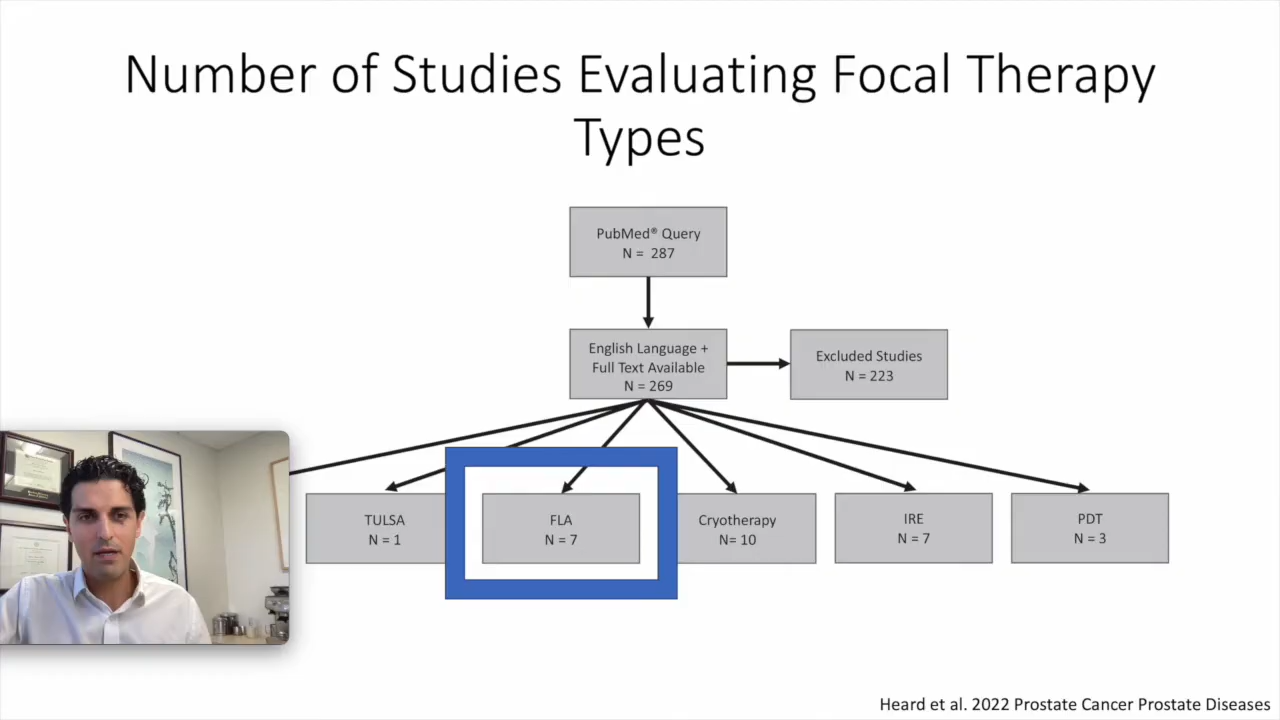 Number of Studies Evaluating Focal Therapy
Types
PubMed® Query
N = 287
English Language +
Full Text Available
N = 269
Excluded Studies
N = 223
TULSA
N = 1
FLA
N = 7
Cryotherapy
N= 10
IRE
N = 7
PDT
N = 3
Heard et al. 2022 Prostate Cancer Prostate Diseases